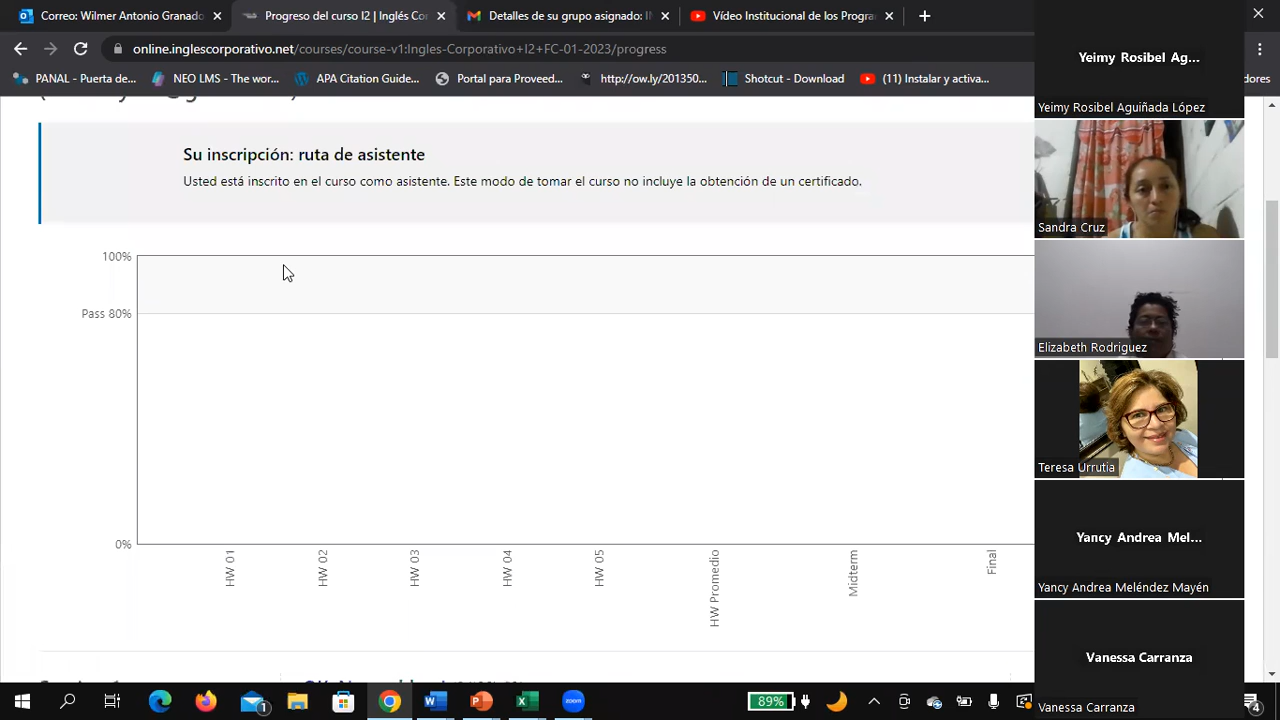 Correo: Wilmer Antonio Granado
Progreso del curso I2 | Inglés Co
Detalles de su grupo asignado: I
Vídeo Institucional de los Progra
online.inglescorporativo.net/courses/course-v1:Ingles-Corporativo+I2+FC-01-2023/progress
PANAL - Puerta de...
NEO LMS - The wor...
APA Citation Guide...
Portal para Proveed...
http://ow.ly/201350...
Shotcut - Download
(11) Instalar y activa...
dores
Su inscripción: ruta de asistente
Usted está inscrito en el curso como asistente. Este modo de tomar el curso no incluye la obtención de un certificado.
100%
Pass 80%
0%
HW 01
HW 02
HW 03
HW 04
HW 05
HW Promedio
Midterm
Final
Yeimy Rosibel Ag...
Yeimy Rosibel Aguiñada López
Sandra Cruz
Elizabeth Rodriguez
Teresa Urrutia
Yancy Andrea Mel...
Yancy Andrea Meléndez Mayén
Vanessa Carranza
Vanessa Carranza
1
zoom
89%
4